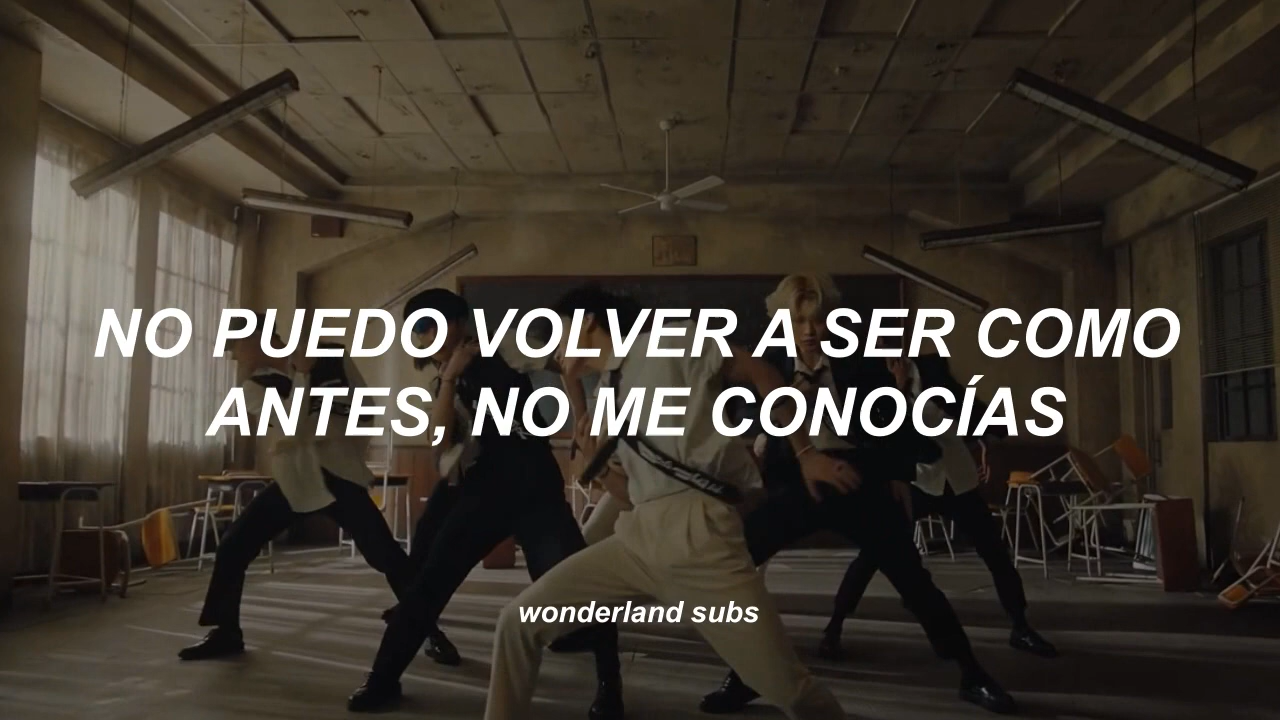 NO PUEDO VOLVER A SER COMO
ANTES, NO ME CONOCÍAS
wonderland subs